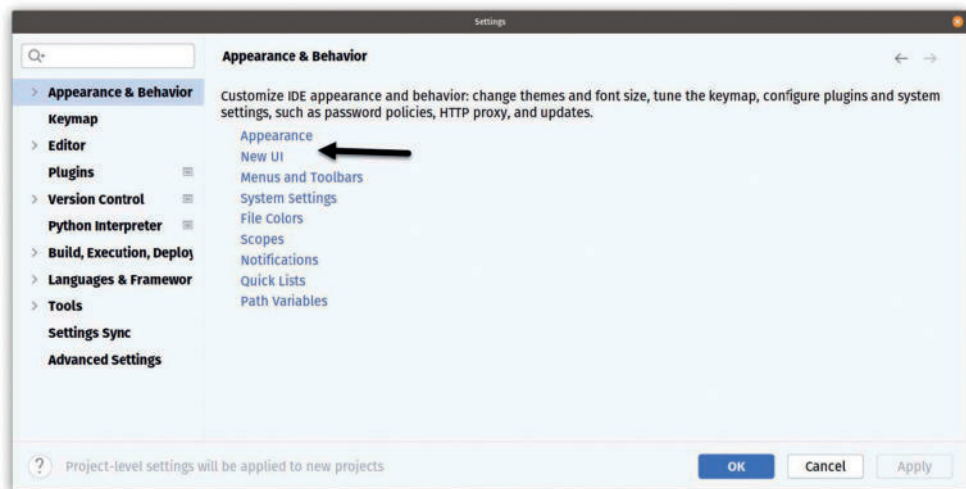 Settings
Appearance & Behavior
Keymap
Editor
Plugins
Version Control
Python Interpreter
Build, Execution, Deploy
Languages & Framewor
Tools
Settings Sync
Advanced Settings
Appearance & Behavior
Customize IDE appearance and behavior: change themes and font size, tune the keymap, configure plugins and system
settings, such as password policies, HTTP proxy, and updates.
Appearance
New UI
Menus and Toolbars
System Settings
File Colors
Scopes
Notifications
Quick Lists
Path Variables
? Project-level settings will be applied to new projects
OK Cancel Apply